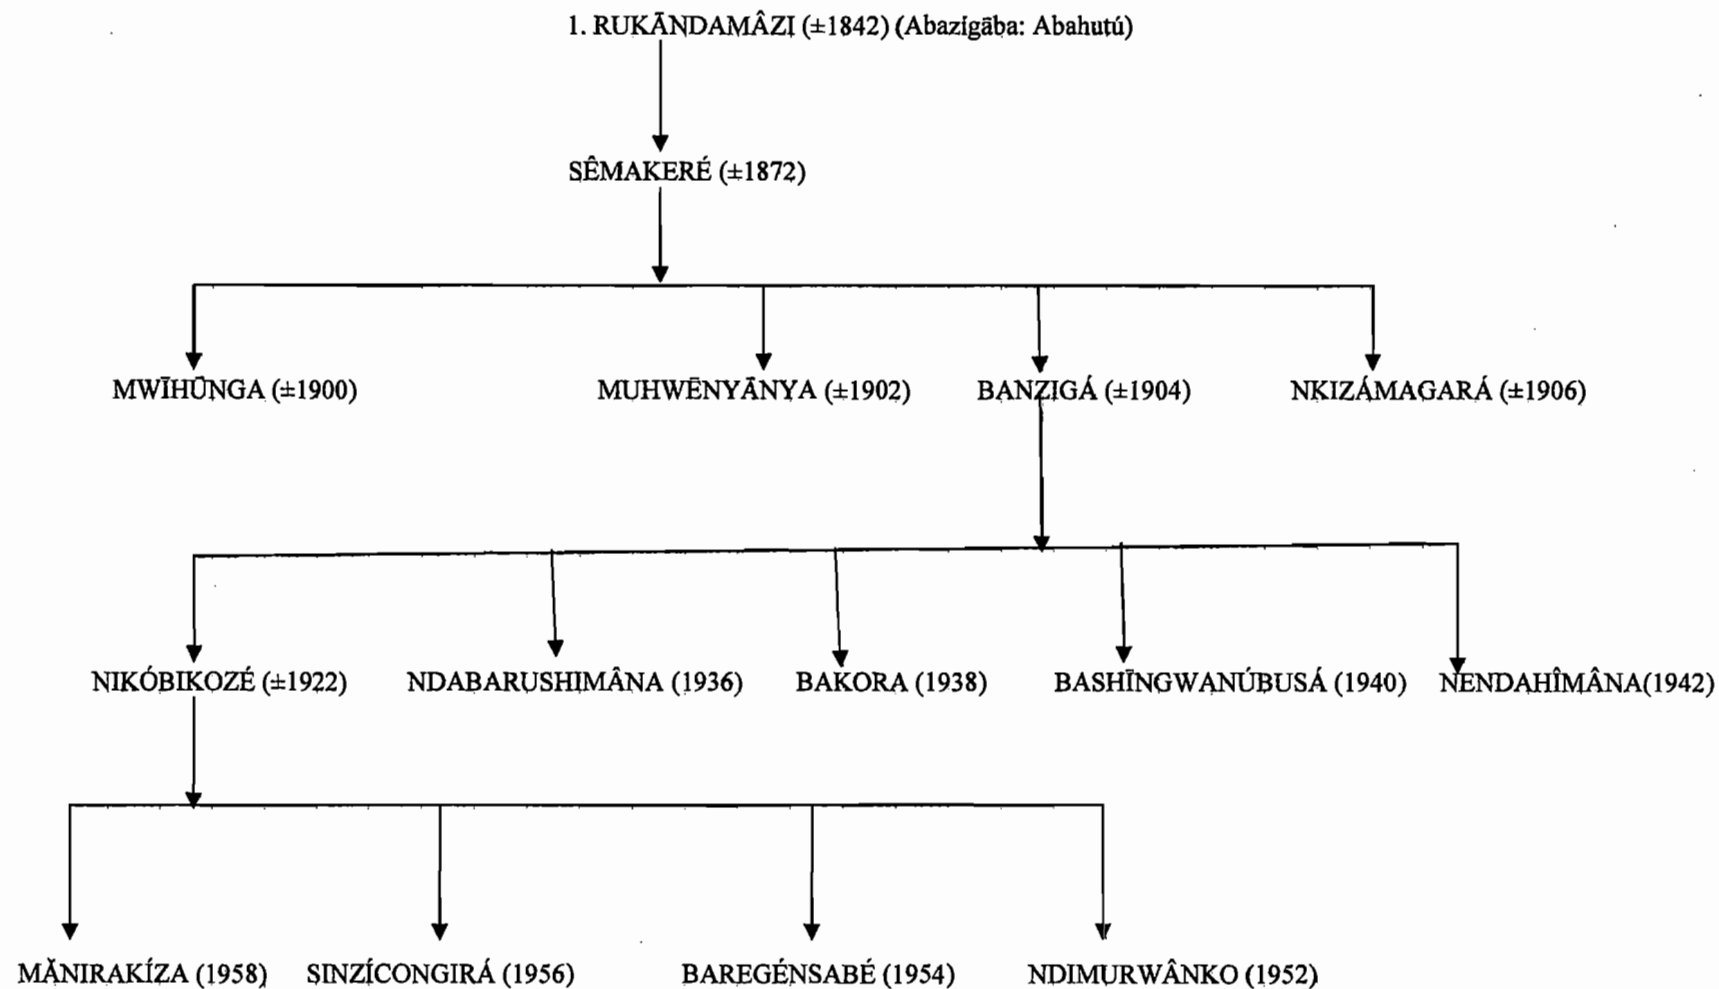 1. RUKĀNDAMÂZI (±1842) (Abazigāba: Abahutú)
SÊMAKERÉ (±1872)
MWĪHŪNGA (±1900) MUHWĒNYĀNYA (±1902) BANZIGÁ (±1904) NKIZÁMAGARÁ (±1906)
NIKÓBIKOZÉ (±1922) NDABARUSHIMÂNA (1936) BAKORA (1938) BASHĪNGWANÚBUSÁ (1940) NENDAHÎMÂNA(1942)
MĂNIRAKÍZA (1958) SINZÍCONGIRÁ (1956) BAREGÉNSABÉ (1954) NDIMURWÂNKO (1952)